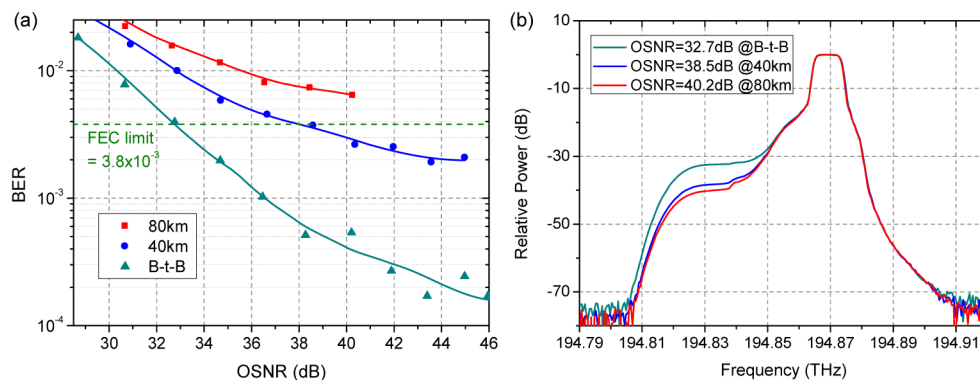 (a)
10⁻²
10⁻³
10⁻⁴
BER
FEC limit
= 3.8x10⁻³
80km
40km
B-t-B
30 32 34 36 38 40 42 44 46
OSNR (dB)
(b)
10
-10
-30
-50
-70
Relative Power (dB)
OSNR=32.7dB @B-t-B
OSNR=38.5dB @40km
OSNR=40.2dB @80km
194.79 194.81 194.83 194.85 194.87 194.89 194.91
Frequency (THz)